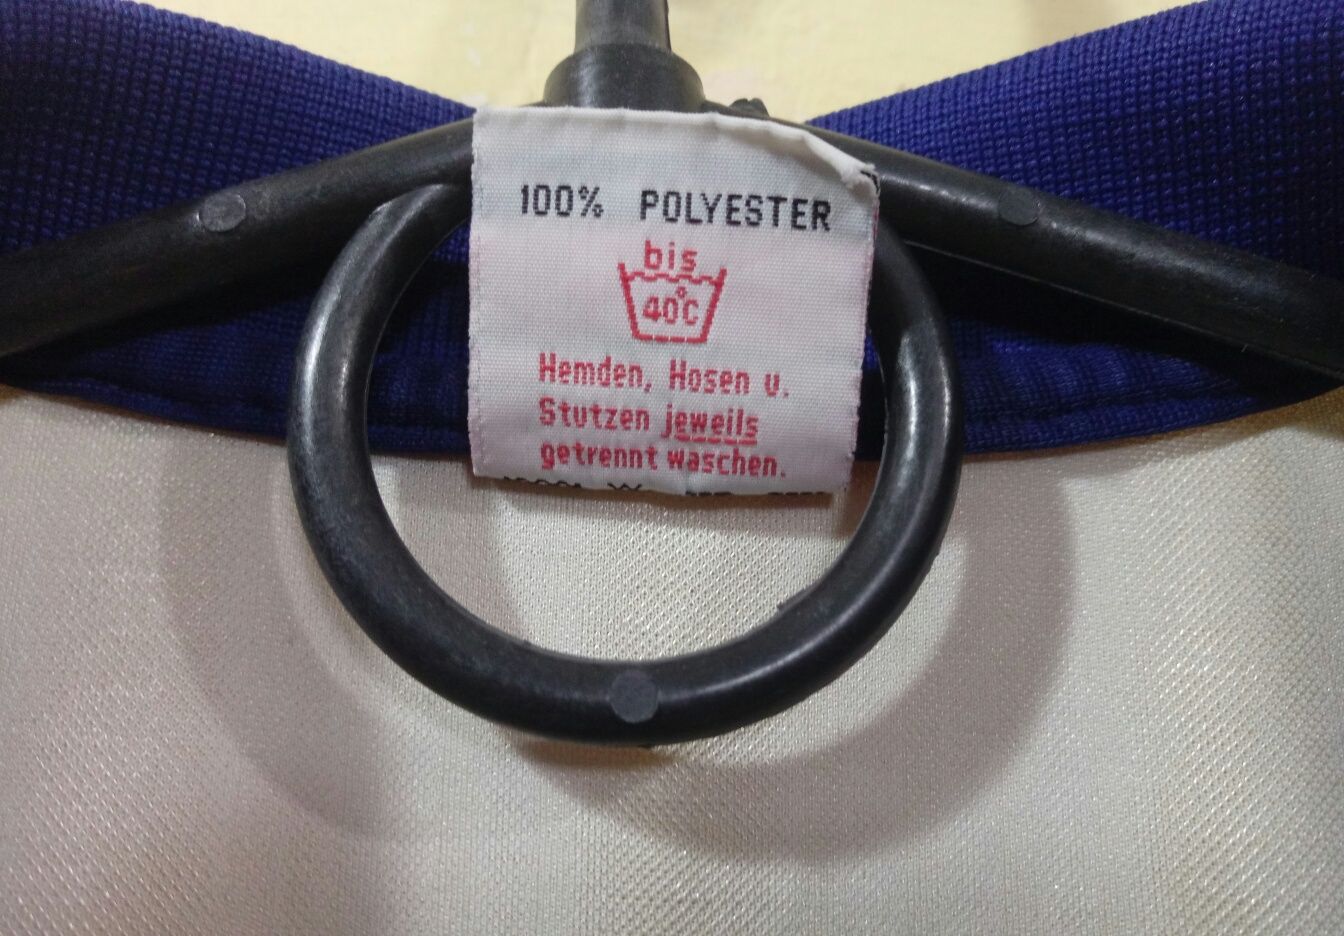 100% POLYESTER
bis
40°C
Hemden, Hosen u.
Stutzen jeweils
getrennt waschen.